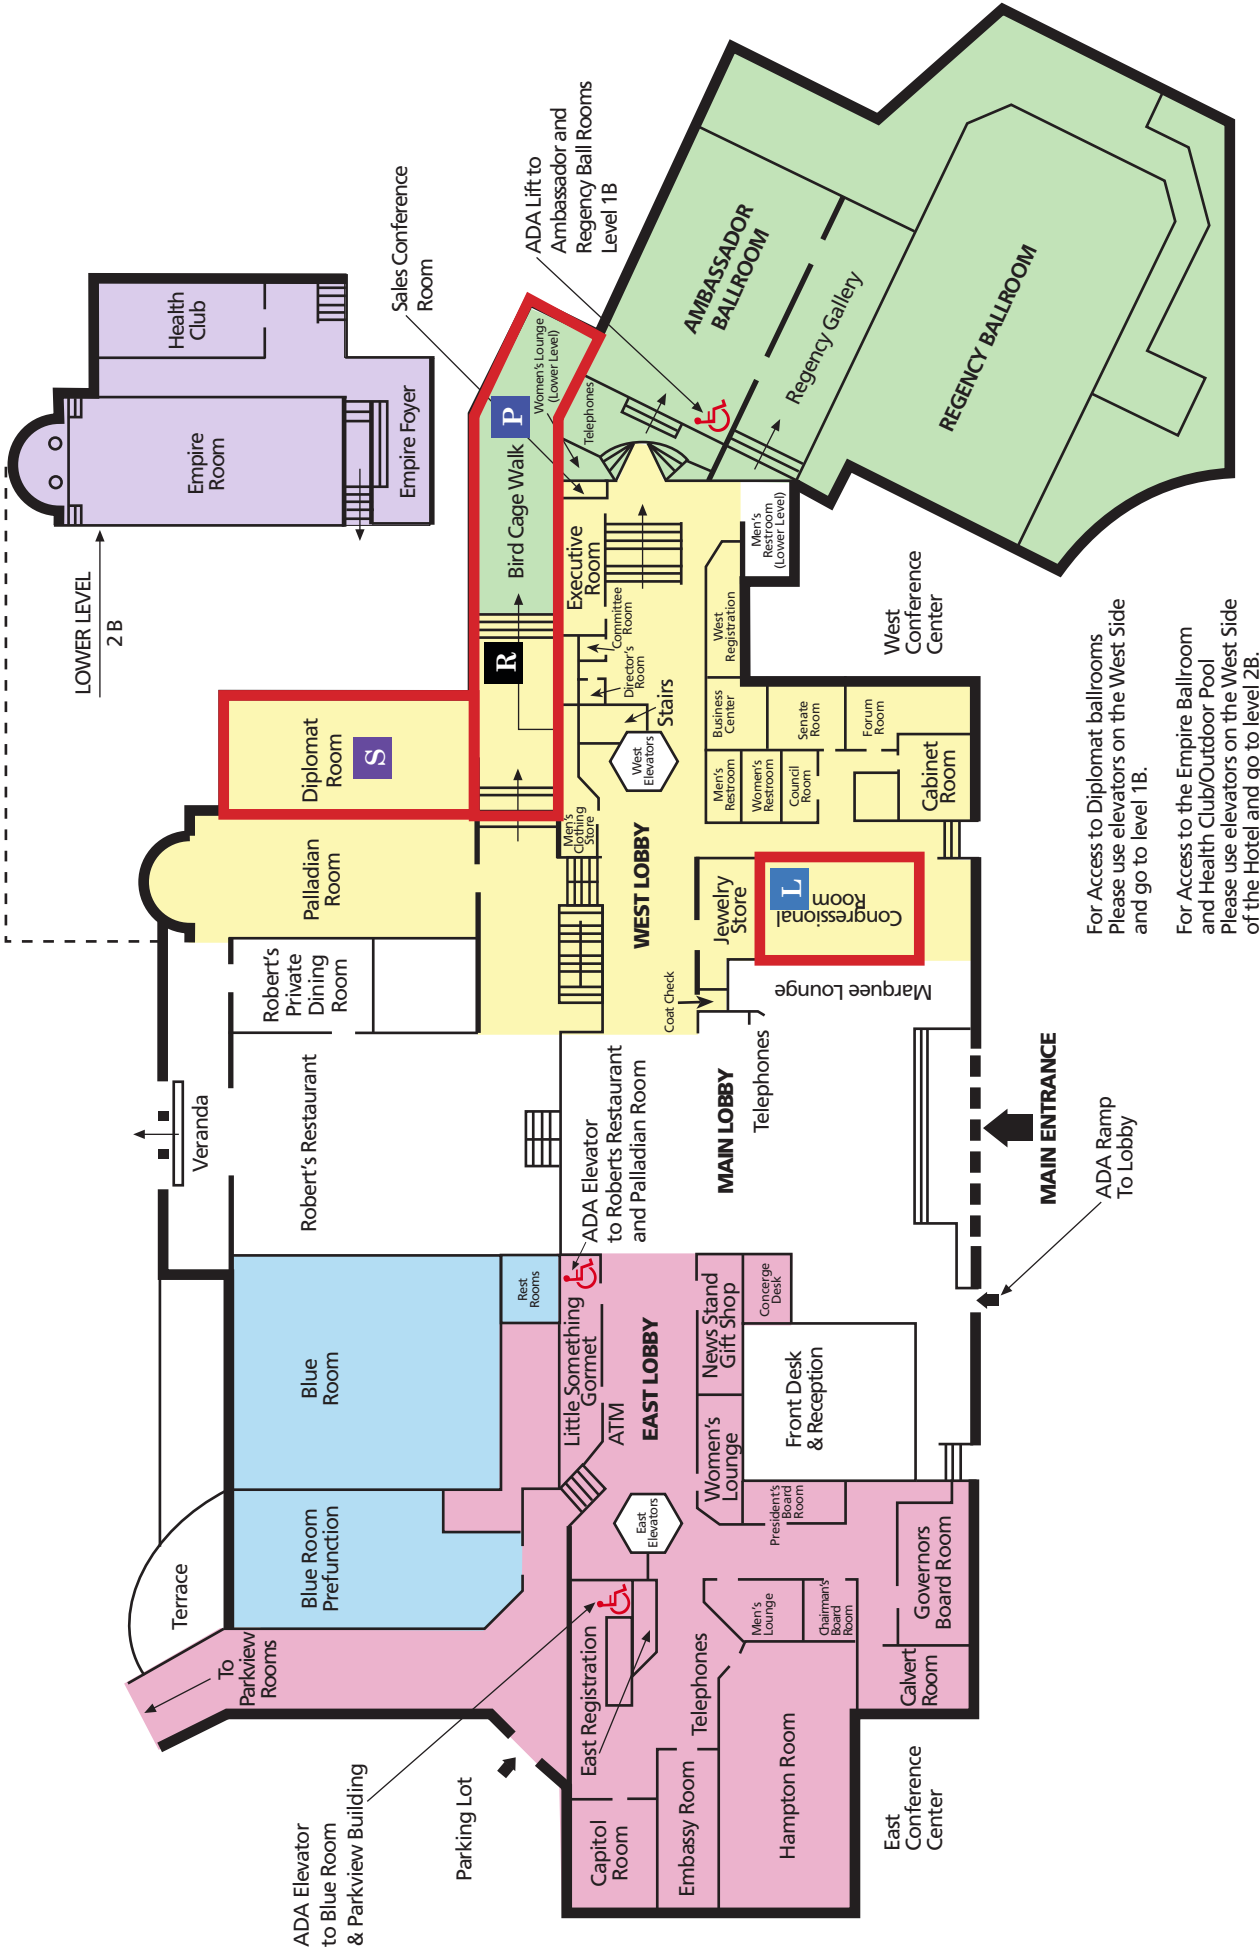 LOWER LEVEL
2 B
Health
Club
Empire
Room
Empire Foyer
Sales Conference
Room
ADA Lift to
Ambassador and
Regency Ball Rooms
Level 1B
Women's Lounge
(Lower Level)
Telephones
P
Bird Cage Walk
R
Diplomat
Room
S
Palladian
Room
AMBASSADOR
BALLROOM
Regency Gallery
REGENCY BALLROOM
Executive
Room
Committee
Room
Director's
Room
Stairs
West
Elevators
Men's
Clothing
Store
WEST LOBBY
Men's
Restroom
(Lower Level)
West
Registration
Business
Center
Senate
Room
Forum
Room
Men's
Restroom
Women's
Restroom
Council
Room
Cabinet
Room
West
Conference
Center
Jewelry
Store
L
Congressional
Room
Marquee Lounge
Coat Check
Telephones
MAIN LOBBY
Robert's
Private
Dining
Room
Robert's Restaurant
Veranda
ADA Elevator
to Roberts Restaurant
and Palladian Room
MAIN ENTRANCE
ADA Ramp
To Lobby
For Access to Diplomat ballrooms
Please use elevators on the West Side
and go to level 1B.
For Access to the Empire Ballroom
and Health Club/Outdoor Pool
Please use elevators on the West Side
of the Hotel and go to level 2B.
Blue
Room
Rest
Rooms
Blue Room
Prefunction
Terrace
To
Parkview
Rooms
Little Something
Gormet
ATM
EAST LOBBY
News Stand
Gift Shop
Concerge
Desk
Women's
Lounge
Front Desk
& Reception
East
Elevators
President's
Board
Room
Governors
Board Room
Men's
Lounge
Chairman's
Board
Room
Calvert
Room
East Registration
Telephones
Capitol
Room
Embassy Room
Hampton Room
East
Conference
Center
Parking Lot
ADA Elevator
to Blue Room
& Parkview Building